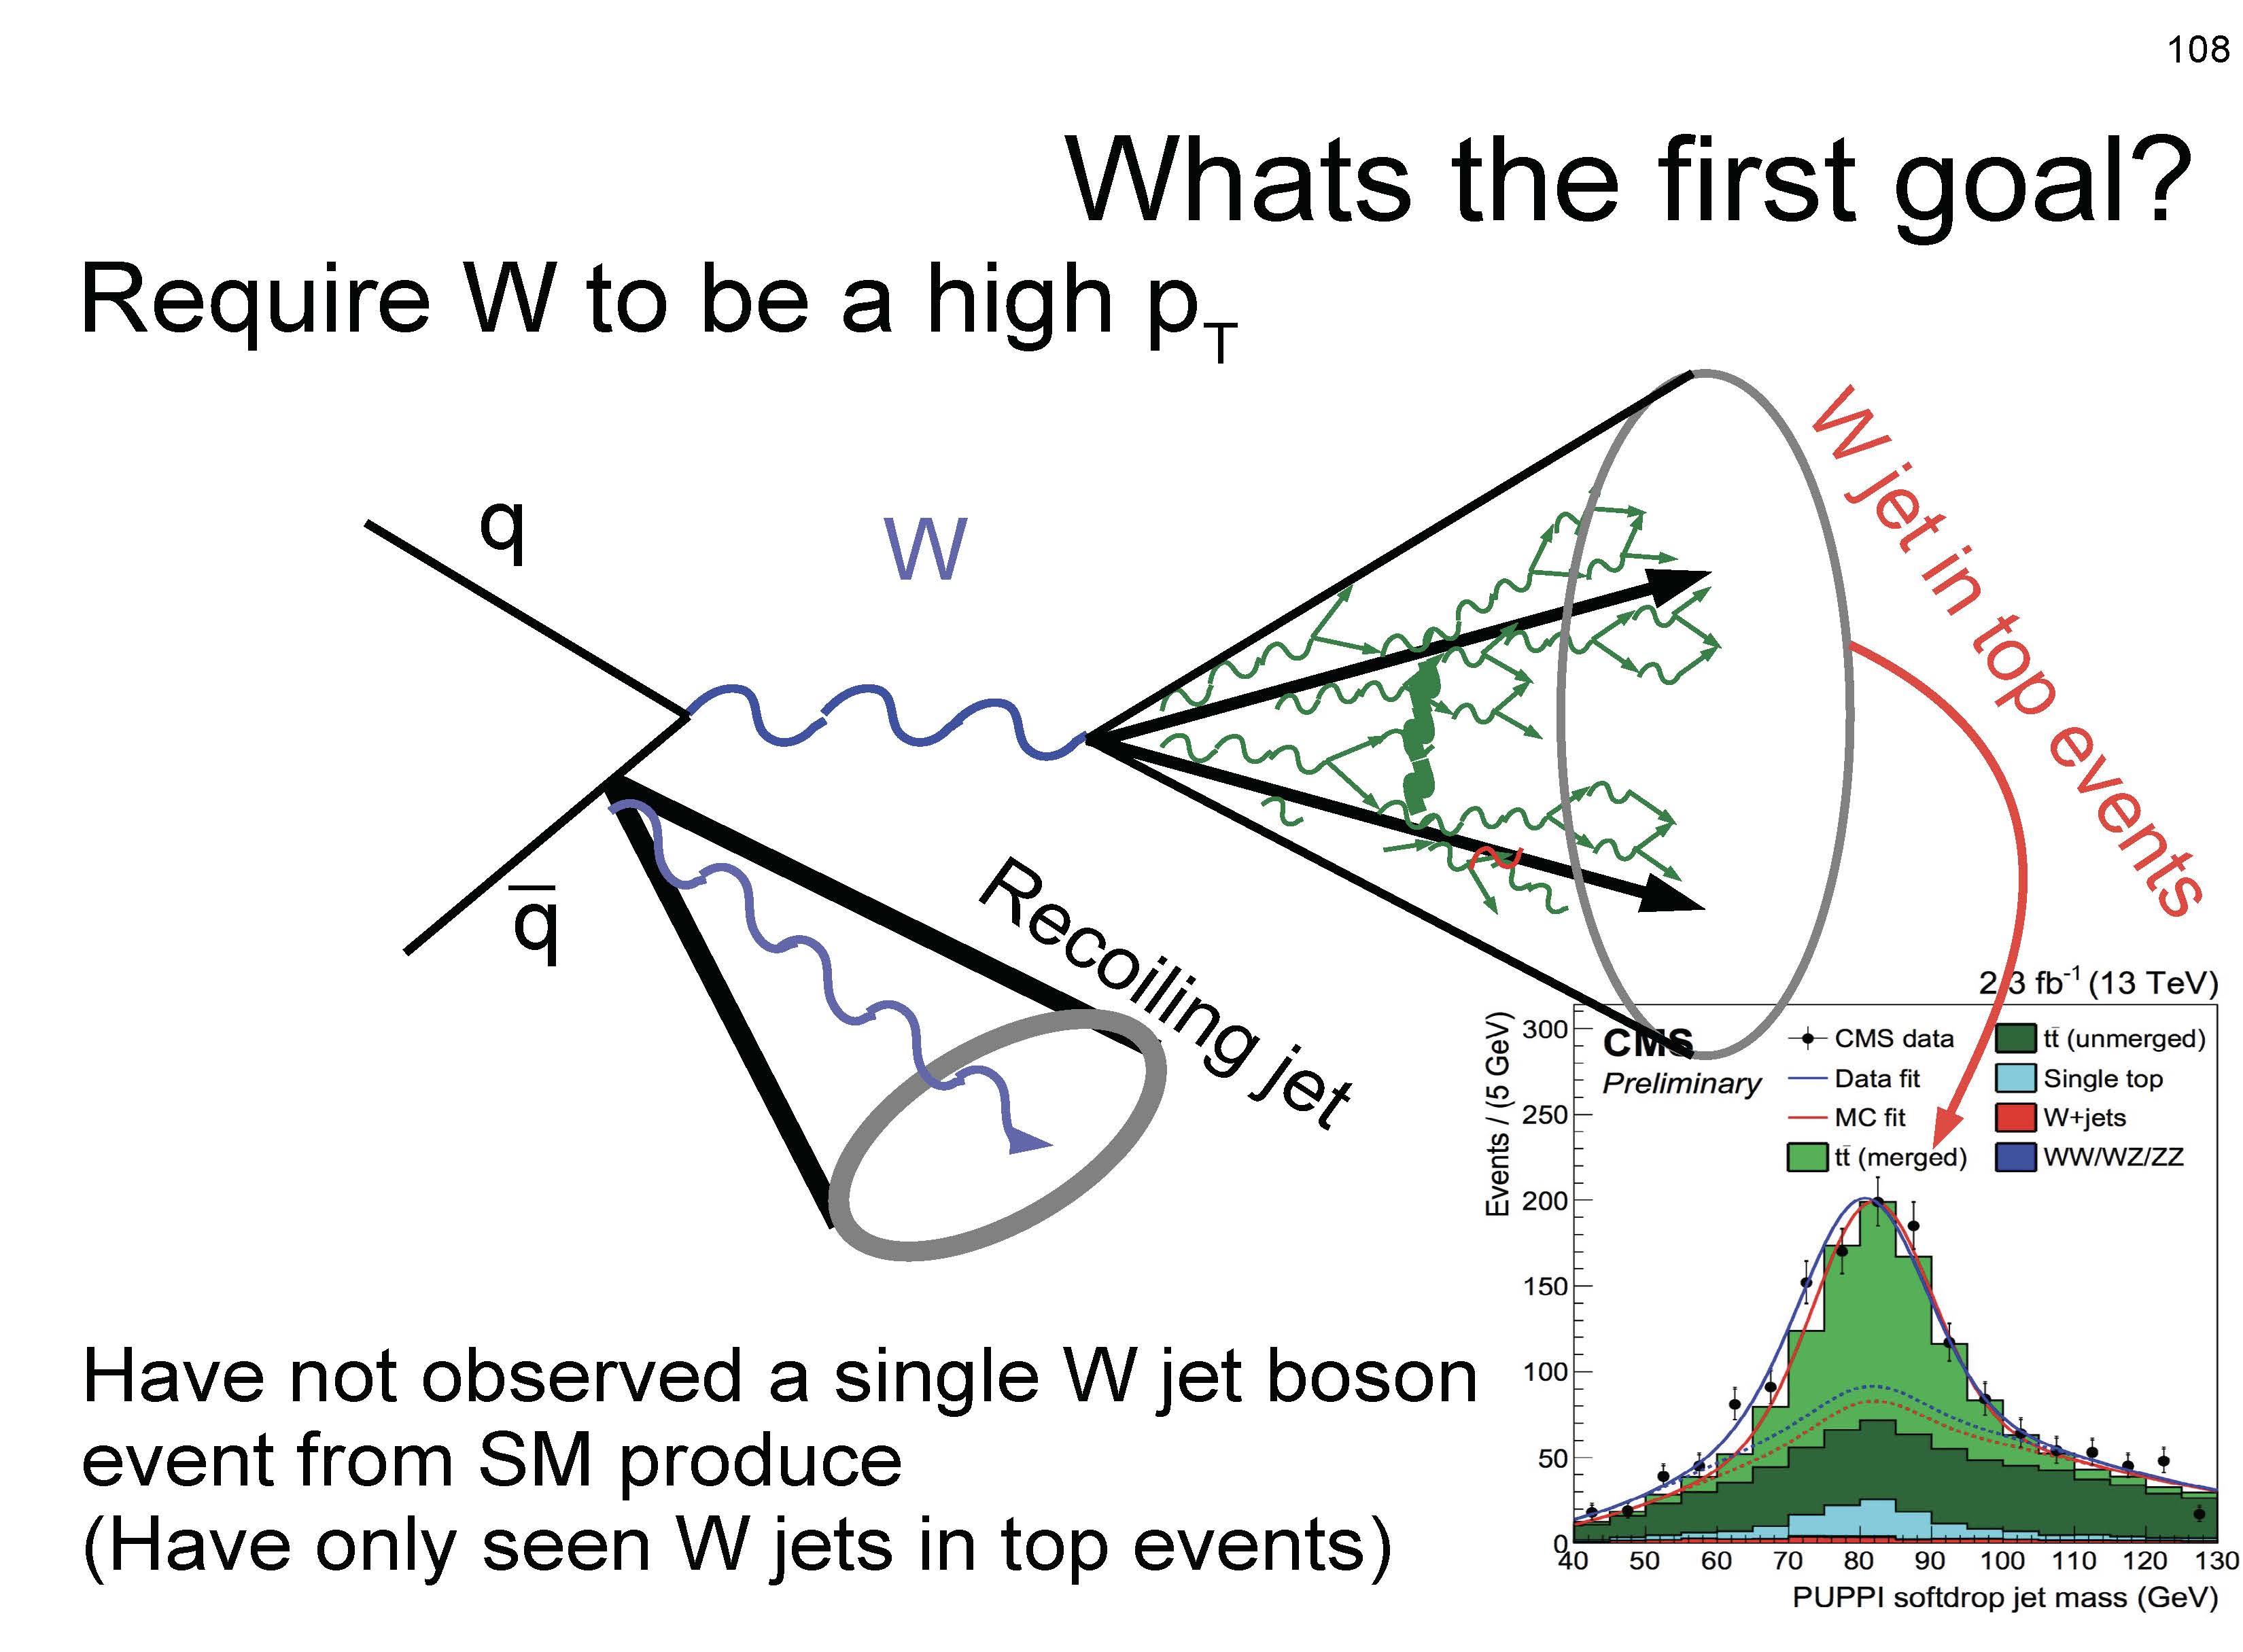 108
Whats the first goal?
Require W to be a high pT
q
W
W jet in top events
q̅
Recoiling jet
2.3 fb-1 (13 TeV)
CMS
Preliminary
CMS data
Data fit
MC fit
tt̅ (merged)
tt̅ (unmerged)
Single top
W+jets
WW/WZ/ZZ
Events / (5 GeV)
300
250
200
150
100
50
0
40 50 60 70 80 90 100 110 120 130
PUPPI softdrop jet mass (GeV)
Have not observed a single W jet boson
event from SM produce
(Have only seen W jets in top events)